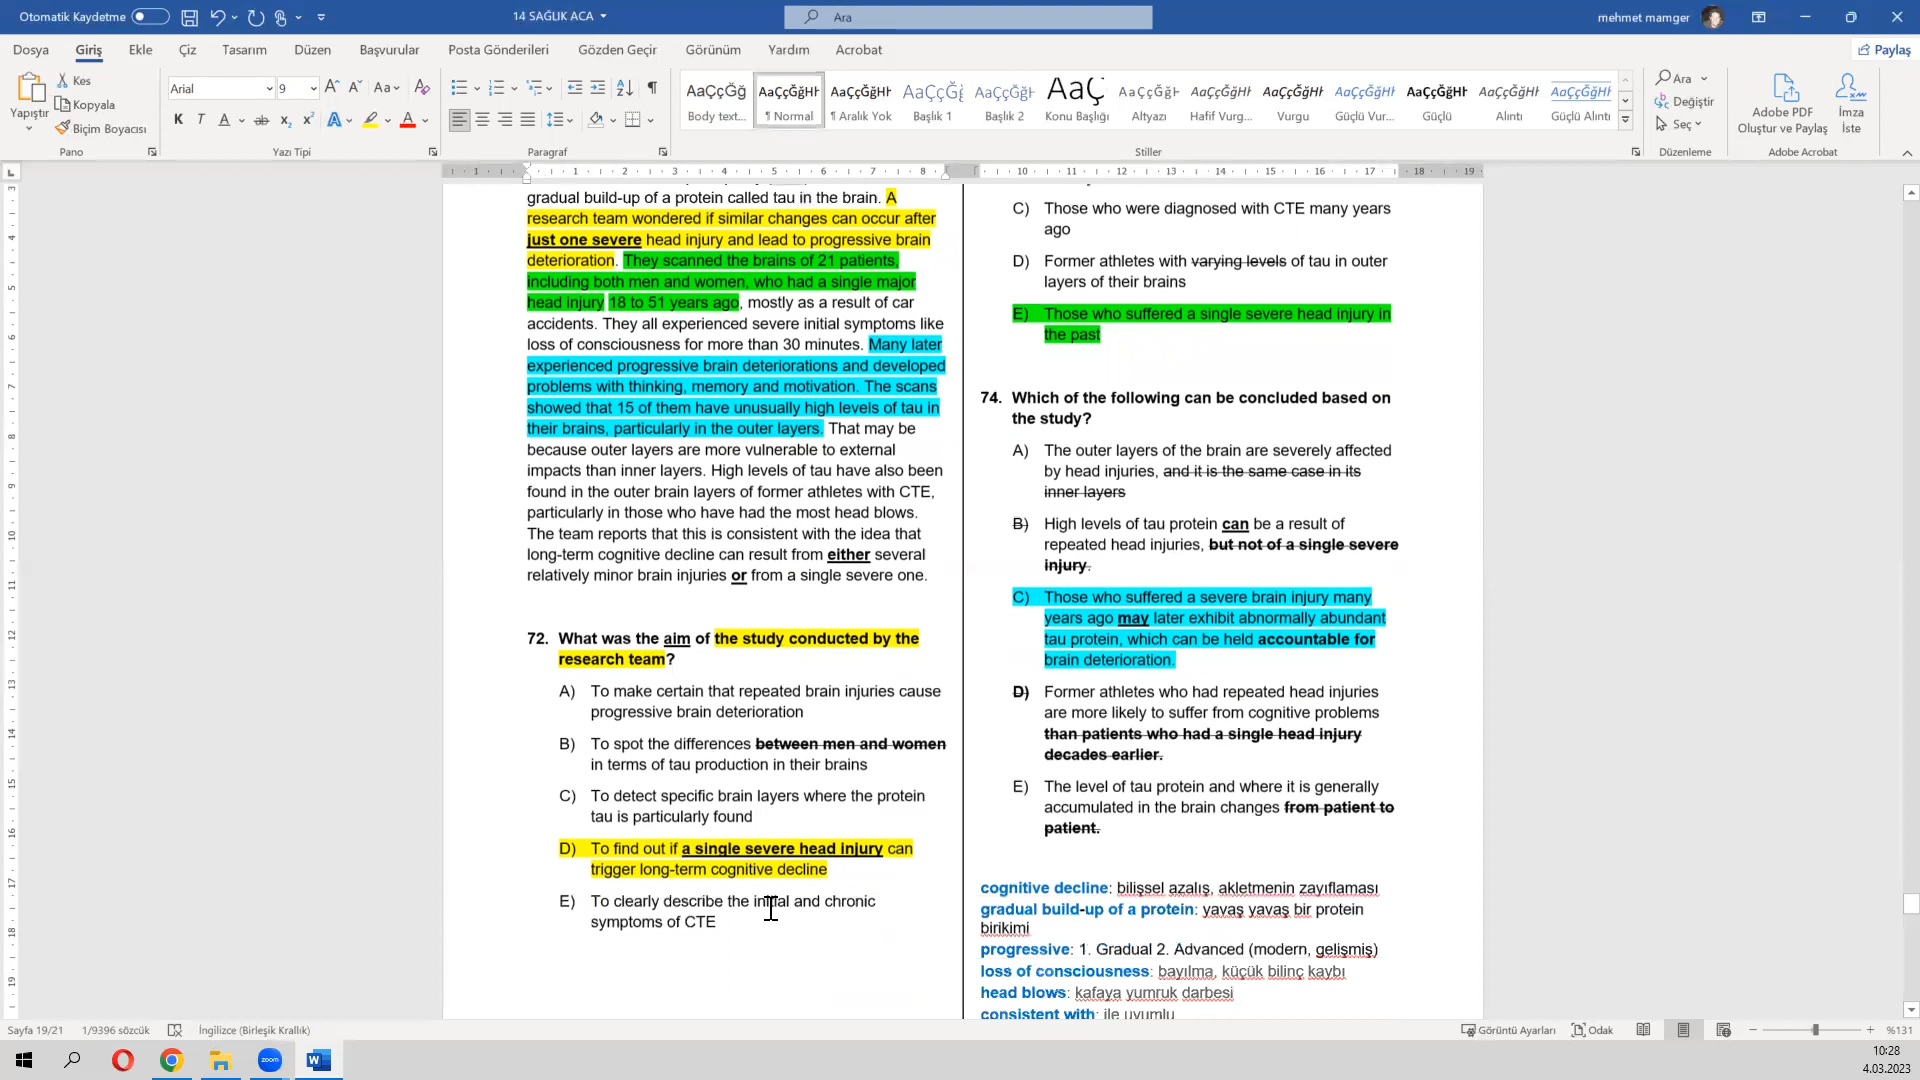 Otomatik Kaydetme
14 SAĞLIK ACA
Ara
mehmet mamger
Dosya Giriş Ekle Çiz Tasarım Düzen Başvurular Posta Gönderileri Gözden Geçir Görünüm Yardım Acrobat
Paylaş
Yapıştır
Kes
Kopyala
Biçim Boyacısı
Pano
Arial 9
Yazı Tipi
Paragraf
AaÇçĞğ AaÇçĞğHł AaÇçĞğHł AaÇçĞğ AaÇçĞğH AaÇ AaÇçĞğH AaÇçĞğHł AaÇçĞğHł AaÇçĞğHł AaÇçĞğHł AaÇçĞğHł AaÇçĞğHł
Body text... ¶ Normal ¶ Aralık Yok Başlık 1 Başlık 2 Konu Başlığı Altyazı Hafif Vurg... Vurgu Güçlü Vur... Güçlü Alıntı Güçlü Alıntı
Stiller
Ara
Değiştir
Seç
Düzenleme
Adobe PDF
Oluştur ve Paylaş
İmza
İste
Adobe Acrobat
gradual build-up of a protein called tau in the brain. A
research team wondered if similar changes can occur after
just one severe head injury and lead to progressive brain
deterioration. They scanned the brains of 21 patients,
including both men and women, who had a single major
head injury 18 to 51 years ago, mostly as a result of car
accidents. They all experienced severe initial symptoms like
loss of consciousness for more than 30 minutes. Many later
experienced progressive brain deteriorations and developed
problems with thinking, memory and motivation. The scans
showed that 15 of them have unusually high levels of tau in
their brains, particularly in the outer layers. That may be
because outer layers are more vulnerable to external
impacts than inner layers. High levels of tau have also been
found in the outer brain layers of former athletes with CTE,
particularly in those who have had the most head blows.
The team reports that this is consistent with the idea that
long-term cognitive decline can result from either several
relatively minor brain injuries or from a single severe one.
72. What was the aim of the study conducted by the
research team?
A) To make certain that repeated brain injuries cause
progressive brain deterioration
B) To spot the differences between men and women
in terms of tau production in their brains
C) To detect specific brain layers where the protein
tau is particularly found
D) To find out if a single severe head injury can
trigger long-term cognitive decline
E) To clearly describe the initial and chronic
symptoms of CTE
C) Those who were diagnosed with CTE many years
ago
D) Former athletes with varying levels of tau in outer
layers of their brains
E) Those who suffered a single severe head injury in
the past
74. Which of the following can be concluded based on
the study?
A) The outer layers of the brain are severely affected
by head injuries, and it is the same case in its
inner layers
B) High levels of tau protein can be a result of
repeated head injuries, but not of a single severe
injury.
C) Those who suffered a severe brain injury many
years ago may later exhibit abnormally abundant
tau protein, which can be held accountable for
brain deterioration.
D) Former athletes who had repeated head injuries
are more likely to suffer from cognitive problems
than patients who had a single head injury
decades earlier.
E) The level of tau protein and where it is generally
accumulated in the brain changes from patient to
patient.
cognitive decline: bilişsel azalış, akletmenin zayıflaması
gradual build-up of a protein: yavaş yavaş bir protein
birikimi
progressive: 1. Gradual 2. Advanced (modern, gelişmiş)
loss of consciousness: bayılma, küçük bilinç kaybı
head blows: kafaya yumruk darbesi
consistent with: ile uyumlu
Sayfa 19/21 1/9396 sözcük İngilizce (Birleşik Krallık)
Görüntü Ayarları Odak %131
zoom
10:28
4.03.2023